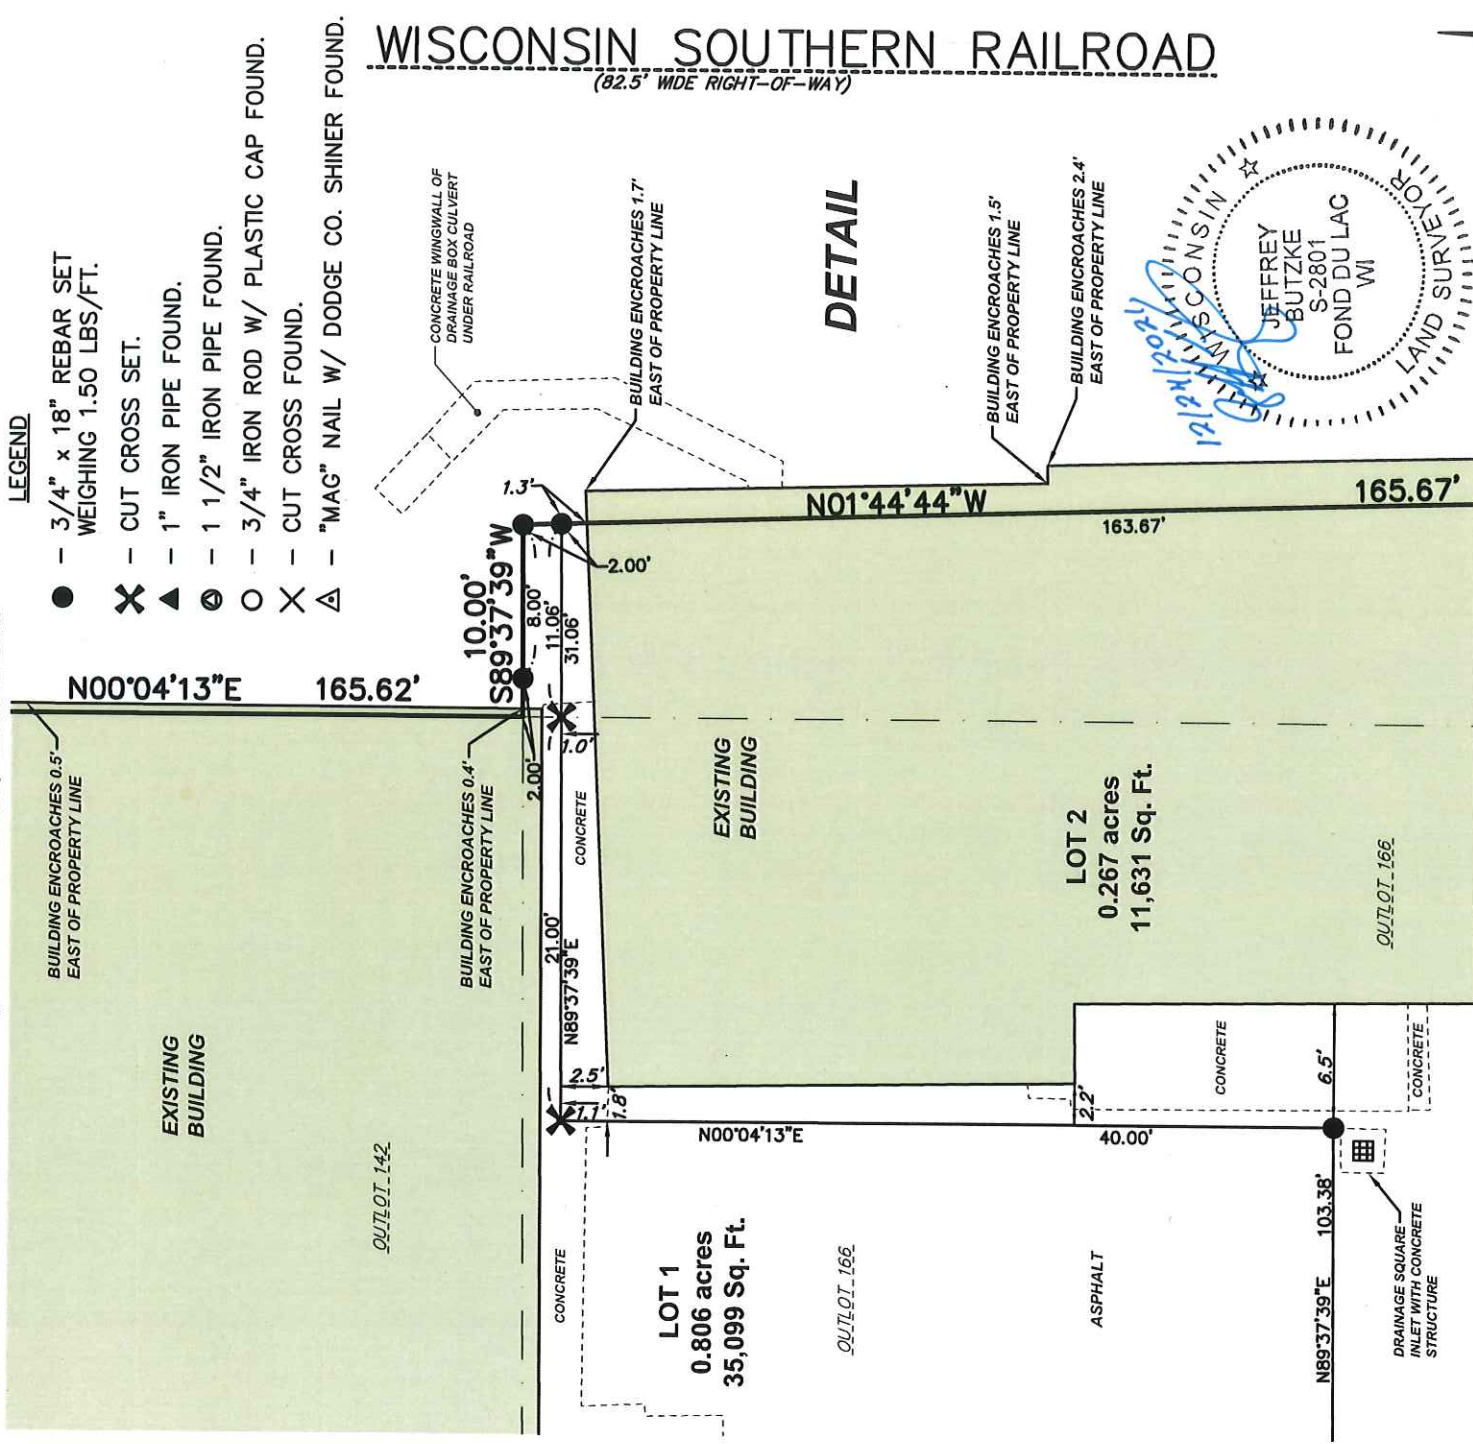 WISCONSIN SOUTHERN RAILROAD
(82.5' WIDE RIGHT-OF-WAY)
LEGEND
- 3/4" x 18" REBAR SET
WEIGHING 1.50 LBS/FT.
- CUT CROSS SET.
- 1" IRON PIPE FOUND.
- 1 1/2" IRON PIPE FOUND.
- 3/4" IRON ROD W/ PLASTIC CAP FOUND.
- CUT CROSS FOUND.
- "MAG" NAIL W/ DODGE CO. SHINER FOUND.
CONCRETE WINGWALL OF
DRAINAGE BOX CULVERT
UNDER RAILROAD
BUILDING ENCROACHES 1.7'
EAST OF PROPERTY LINE
DETAIL
BUILDING ENCROACHES 1.5'
EAST OF PROPERTY LINE
BUILDING ENCROACHES 2.4'
EAST OF PROPERTY LINE
12/24/2021
WISCONSIN
JEFFREY
BUTZKE
S-2801
FOND DU LAC
WI
LAND SURVEYOR
N00°04'13"E
165.62'
10.00'
S89°37'39"W
8.00'
11.06'
31.06'
1.3'
2.00'
N01°44'44"W
163.67'
165.67'
BUILDING ENCROACHES 0.5'
EAST OF PROPERTY LINE
BUILDING ENCROACHES 0.4'
EAST OF PROPERTY LINE
2.00'
1.0'
CONCRETE
21.00'
N89°37'39"E
EXISTING
BUILDING
LOT 2
0.267 acres
11,631 Sq. Ft.
OUTLOT 166
EXISTING
BUILDING
OUTLOT 142
2.5'
1.1'
1.8'
N00°04'13"E
40.00'
2.2'
CONCRETE
6.5'
CONCRETE
CONCRETE
LOT 1
0.806 acres
35,099 Sq. Ft.
OUTLOT 166
ASPHALT
N89°37'39"E
103.38'
DRAINAGE SQUARE
INLET WITH CONCRETE
STRUCTURE